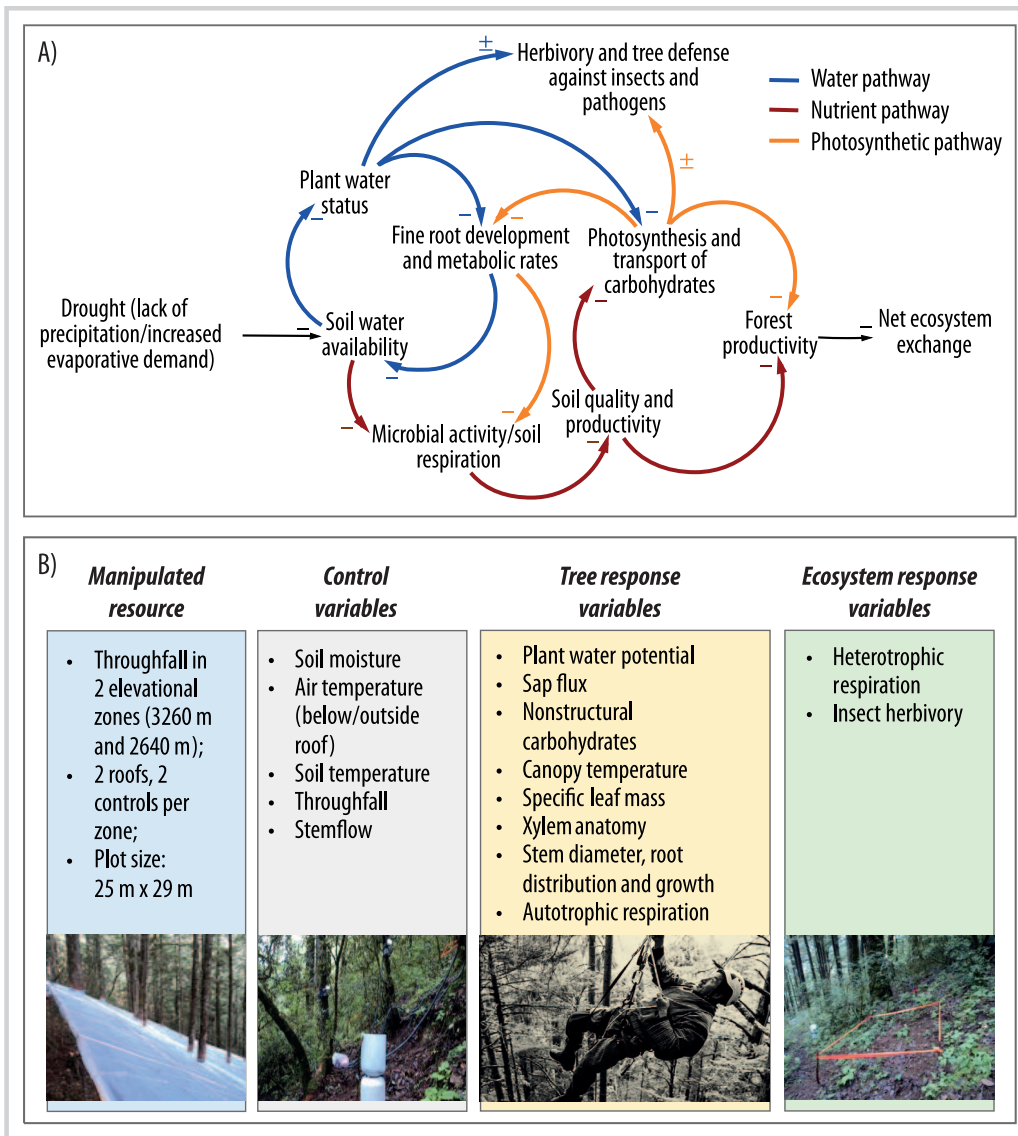 A)
±
Herbivory and tree defense
against insects and
pathogens
Water pathway
Nutrient pathway
Photosynthetic pathway
±
Plant water
status
−
−
−
−
Fine root development
and metabolic rates
Photosynthesis and
transport of
carbohydrates
−
Drought (lack of
precipitation/increased
evaporative demand)
−
Soil water
availability
−
−
Forest
productivity
−
−
Net ecosystem
exchange
−
Soil quality and
productivity
−
−
−
Microbial activity/soil
respiration
B)
Manipulated
resource
• Throughfall in
2 elevational
zones (3260 m
and 2640 m);
• 2 roofs, 2
controls per
zone;
• Plot size:
25 m x 29 m
Control
variables
• Soil moisture
• Air temperature
(below/outside
roof)
• Soil temperature
• Throughfall
• Stemflow
Tree response
variables
• Plant water potential
• Sap flux
• Nonstructural
carbohydrates
• Canopy temperature
• Specific leaf mass
• Xylem anatomy
• Stem diameter, root
distribution and growth
• Autotrophic respiration
Ecosystem response
variables
• Heterotrophic
respiration
• Insect herbivory